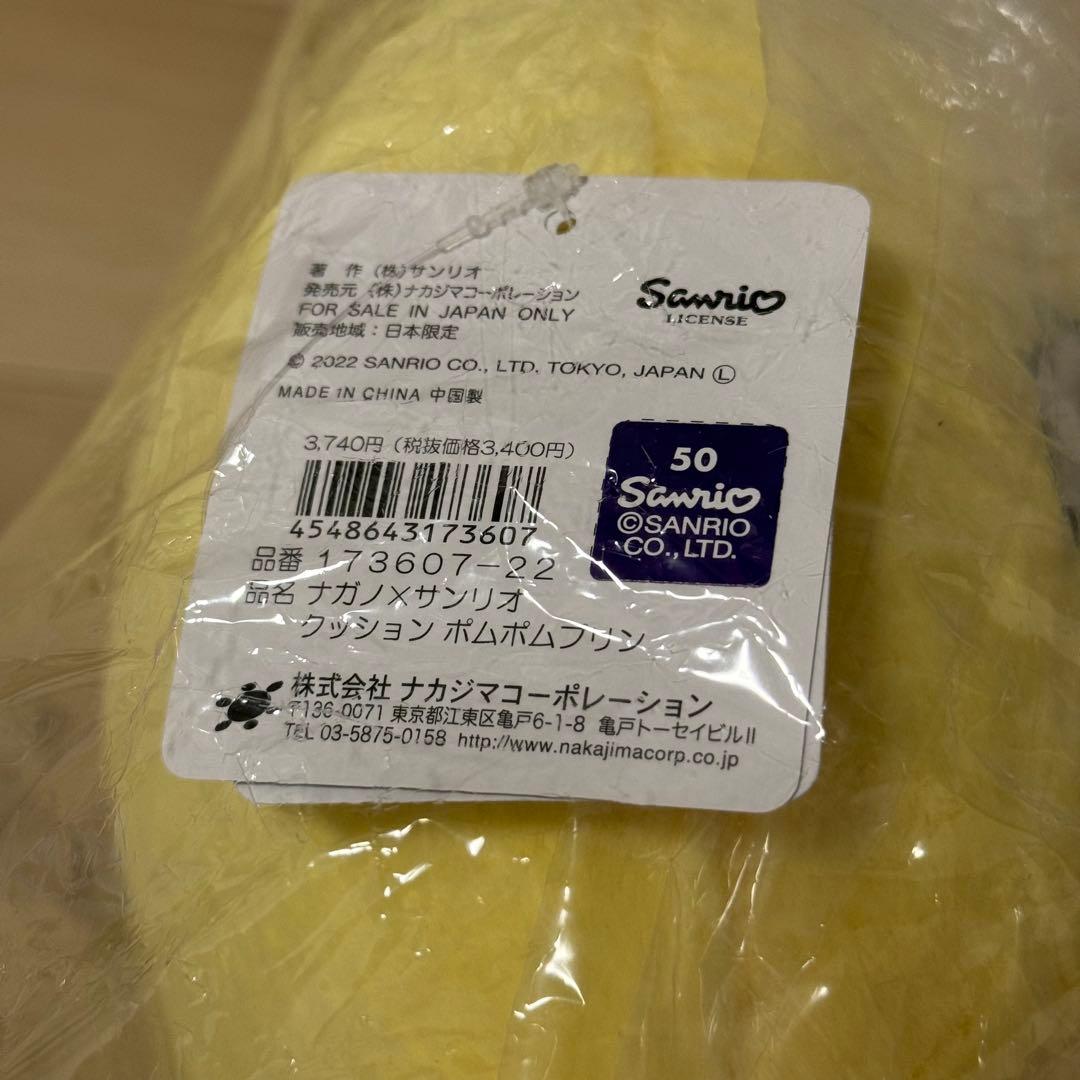 著 作 (株)サンリオ
発売元 (株)ナカジマコーポレーション
FOR SALE IN JAPAN ONLY
販売地域：日本限定
© 2022 SANRIO CO., LTD. TOKYO, JAPAN Ⓛ
MADE IN CHINA 中国製
Sanrio
LICENSE
3,740円（税抜価格3,400円）
4548643173607
品番 173607-22
品名 ナガノ×サンリオ
クッション ポムポムプリン
50
Sanrio
©SANRIO
CO., LTD.
株式会社 ナカジマコーポレーション
〒136-0071 東京都江東区亀戸6-1-8 亀戸トーセイビルII
TEL 03-5875-0158 http://www.nakajimacorp.co.jp